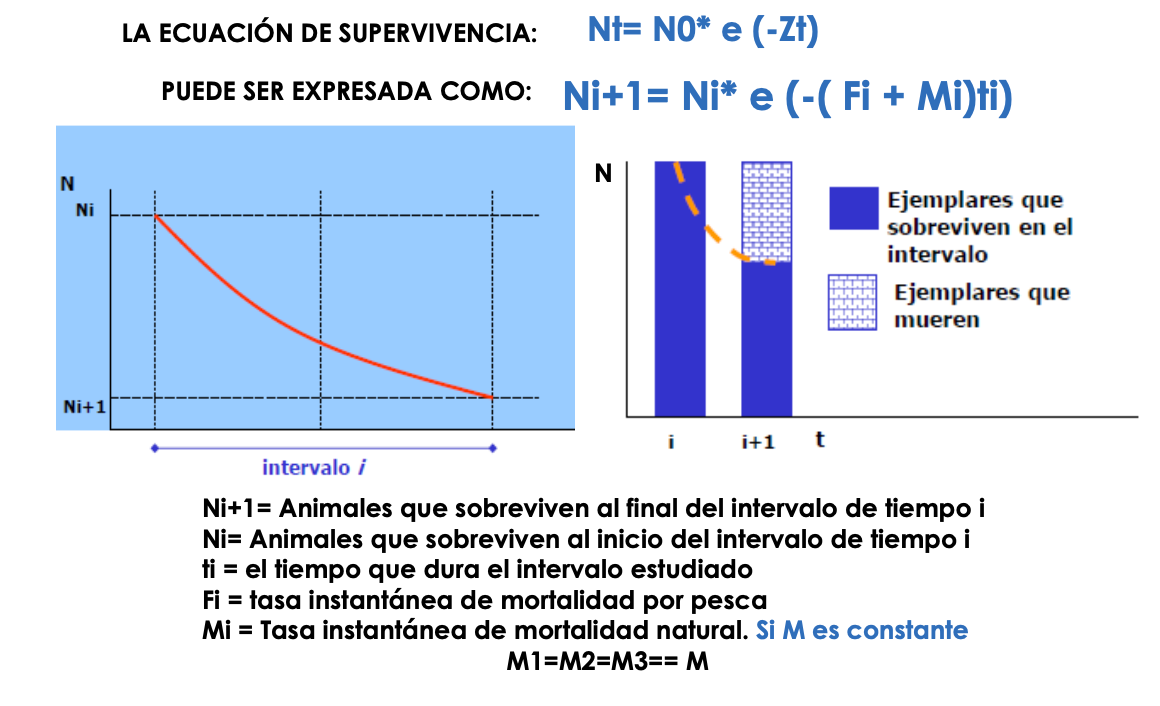 LA ECUACIÓN DE SUPERVIVENCIA: Nt= N0* e (-Zt)
PUEDE SER EXPRESADA COMO: Ni+1= Ni* e (-( Fi + Mi)ti)
N
Ni
Ni+1
intervalo i
N
i
i+1
t
Ejemplares que
sobreviven en el
intervalo
Ejemplares que
mueren
Ni+1= Animales que sobreviven al final del intervalo de tiempo i
Ni= Animales que sobreviven al inicio del intervalo de tiempo i
ti = el tiempo que dura el intervalo estudiado
Fi = tasa instantánea de mortalidad por pesca
Mi = Tasa instantánea de mortalidad natural. Si M es constante
M1=M2=M3== M